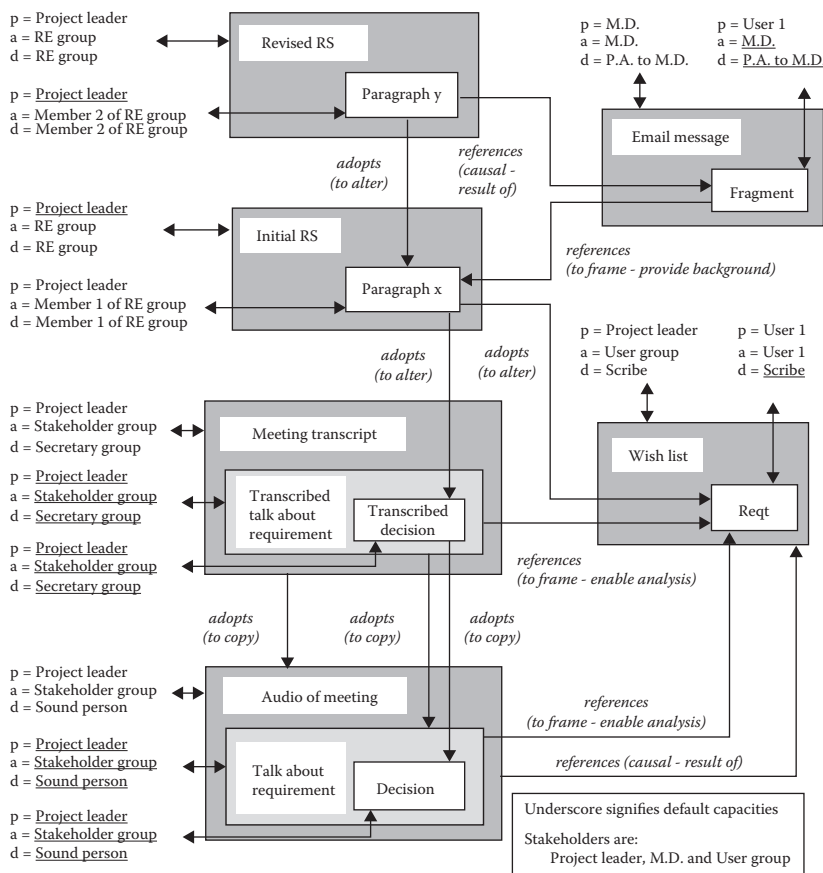 p = Project leader
a = RE group
d = RE group
Revised RS
p = Project leader
a = Member 2 of RE group
d = Member 2 of RE group
Paragraph y
p = M.D.
a = M.D.
d = P.A. to M.D.
p = User 1
a = M.D.
d = P.A. to M.D
Email message
Fragment
adopts
(to alter)
references
(causal -
result of)
p = Project leader
a = RE group
d = RE group
Initial RS
references
(to frame - provide background)
p = Project leader
a = Member 1 of RE group
d = Member 1 of RE group
Paragraph x
adopts
(to alter)
adopts
(to alter)
p = Project leader
a = User group
d = Scribe
p = User 1
a = User 1
d = Scribe
p = Project leader
a = Stakeholder group
d = Secretary group
Meeting transcript
Wish list
p = Project leader
a = Stakeholder group
d = Secretary group
Transcribed
talk about
requirement
Transcribed
decision
Reqt
p = Project leader
a = Stakeholder group
d = Secretary group
references
(to frame - enable analysis)
adopts
(to copy)
adopts
(to copy)
adopts
(to copy)
p = Project leader
a = Stakeholder group
d = Sound person
Audio of meeting
references
(to frame - enable analysis)
p = Project leader
a = Stakeholder group
d = Sound person
Talk about
requirement
Decision
references (causal - result of)
p = Project leader
a = Stakeholder group
d = Sound person
Underscore signifies default capacities
Stakeholders are:
Project leader, M.D. and User group